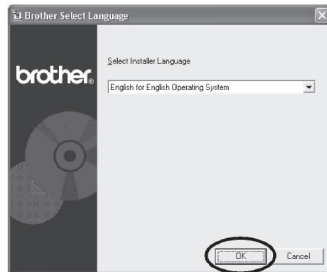 Brother Select Language
brother®
Select Installer Language
English for English Operating System
OK
Cancel